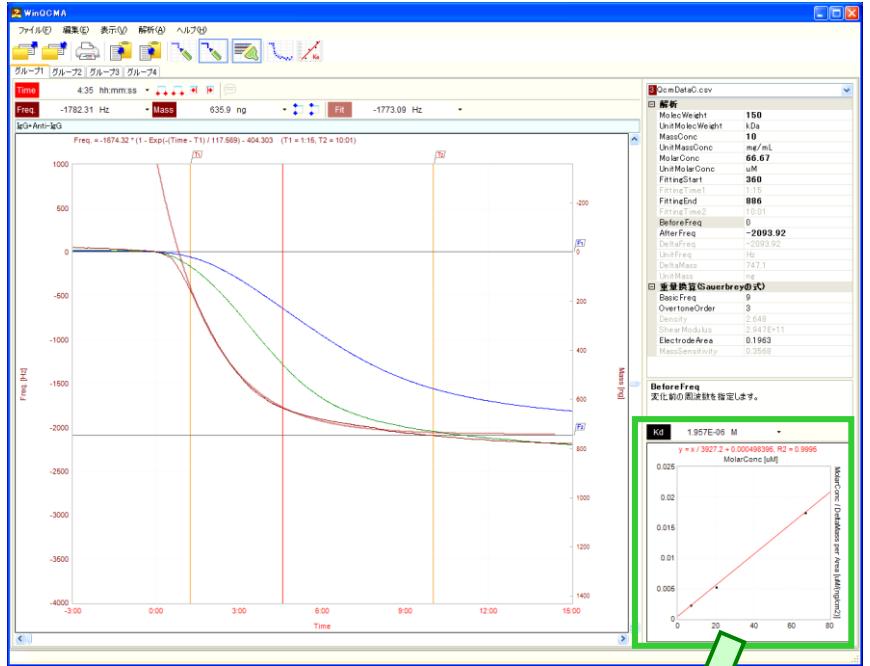 WinQCMA
ファイル(F) 編集(E) 表示(V) 解析(A) ヘルプ(H)
グループ1 グループ2 グループ3 グループ4
Time 4:35 hh:mm:ss
Freq. -1782.31 Hz Mass 635.9 ng Fit -1773.09 Hz
IgG+Anti-IgG
Freq. = -1674.32 * (1 - Exp(-(Time - T1) / 117.569) - 404.303 (T1 = 1:15, T2 = 10:01)
T1 T2
1000
500
0
-500
-1000
-1500
-2000
-2500
-3000
-3500
-4000
Freq. [Hz]
-200
F1
0
200
400
600
F2
800
1000
1200
1400
Mass [ng]
-3:00 0:00 3:00 6:00 9:00 12:00 15:00
Time
3 QcmDataC.csv
解析
MolecWeight 150
UnitMolecWeight kDa
MassConc 10
UnitMassConc mg/mL
MolarConc 66.67
UnitMolarConc uM
FittingStart 360
FittingTime1 1:15
FittingEnd 886
FittingTime2 10:01
BeforeFreq 0
AfterFreq -2093.92
DeltaFreq -2093.92
UnitFreq Hz
DeltaMass 747.1
UnitMass ng
重量換算(Sauerbreyの式)
BasicFreq 9
OvertoneOrder 3
Density 2.648
ShearModulus 2.947E+11
ElectrodeArea 0.1963
MassSensitivity 0.3568
BeforeFreq
変化前の周波数を指定します。
Kd 1.957E-06 M
y = x / 3927.2 + 0.000498396, R2 = 0.9995
MolarConc [uM]
0.025
0.02
0.015
0.01
0.005
0
0 20 40 60 80
MolarConc / DeltaMass per Area [uM/(ng/cm2)]